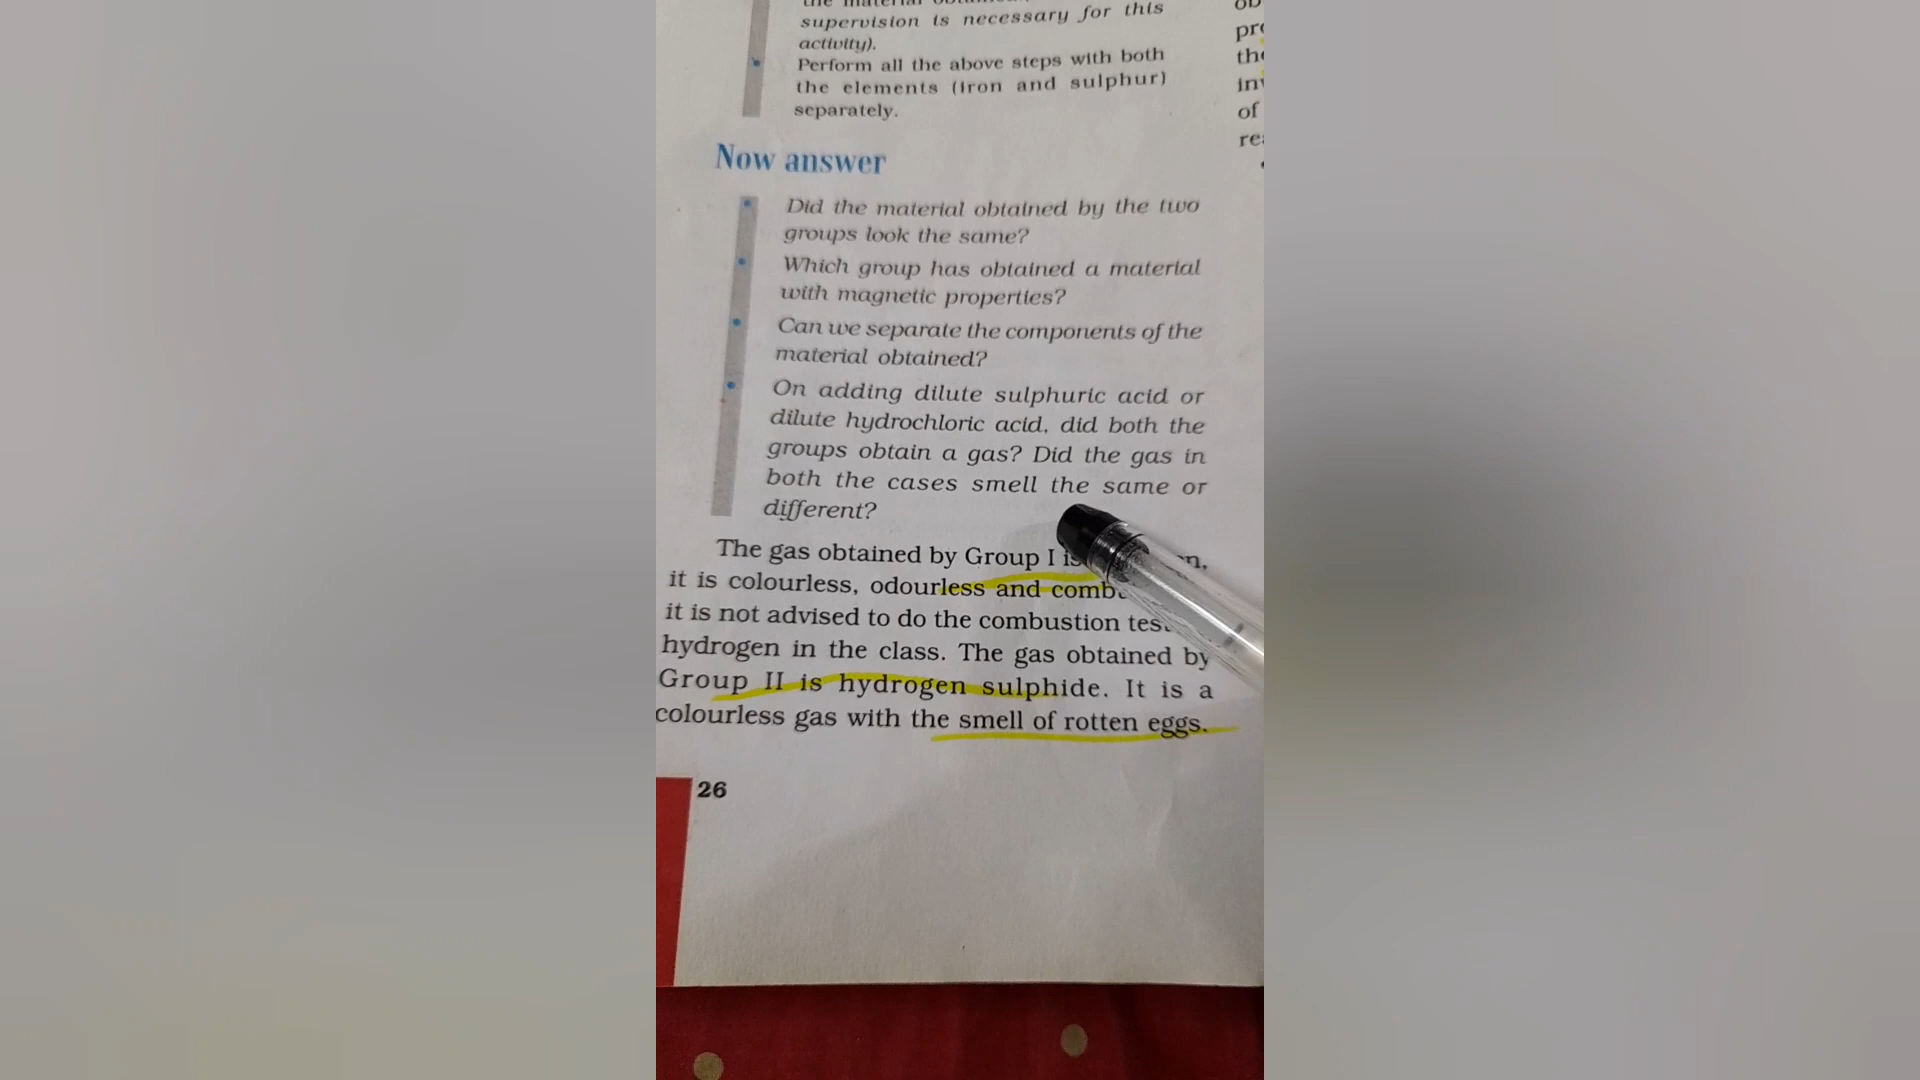 supervision is necessary for this
activity).
Perform all the above steps with both
the elements (iron and sulphur)
separately.
Now answer
Did the material obtained by the two
groups look the same?
Which group has obtained a material
with magnetic properties?
Can we separate the components of the
material obtained?
On adding dilute sulphuric acid or
dilute hydrochloric acid, did both the
groups obtain a gas? Did the gas in
both the cases smell the same or
different?
The gas obtained by Group I is
it is colourless, odourless and
it is not advised to do the combustion
hydrogen in the class. The gas obtained by
Group II is hydrogen sulphide. It is a
colourless gas with the smell of rotten eggs.
26
of